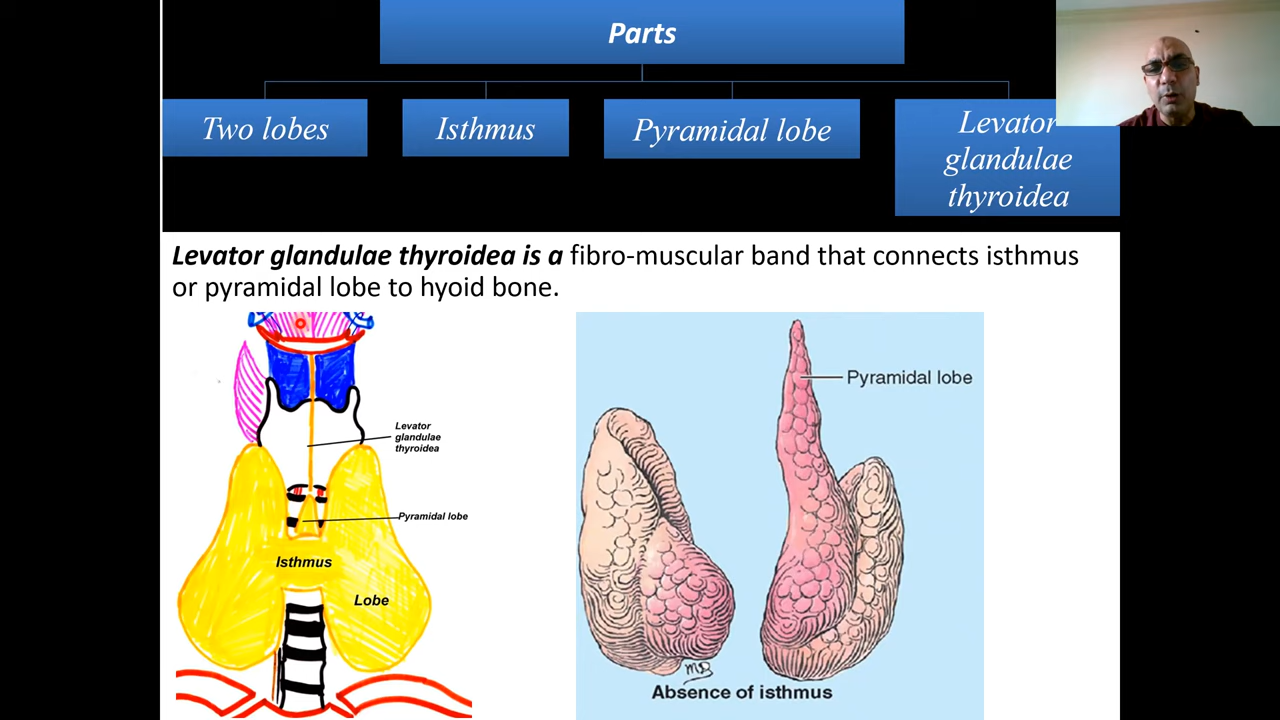 Parts
Two lobes
Isthmus
Pyramidal lobe
Levator
glandulae
thyroidea
Levator glandulae thyroidea is a fibro-muscular band that connects isthmus
or pyramidal lobe to hyoid bone.
Levator
glandulae
thyroidea
Pyramidal lobe
Isthmus
Lobe
Pyramidal lobe
Absence of isthmus